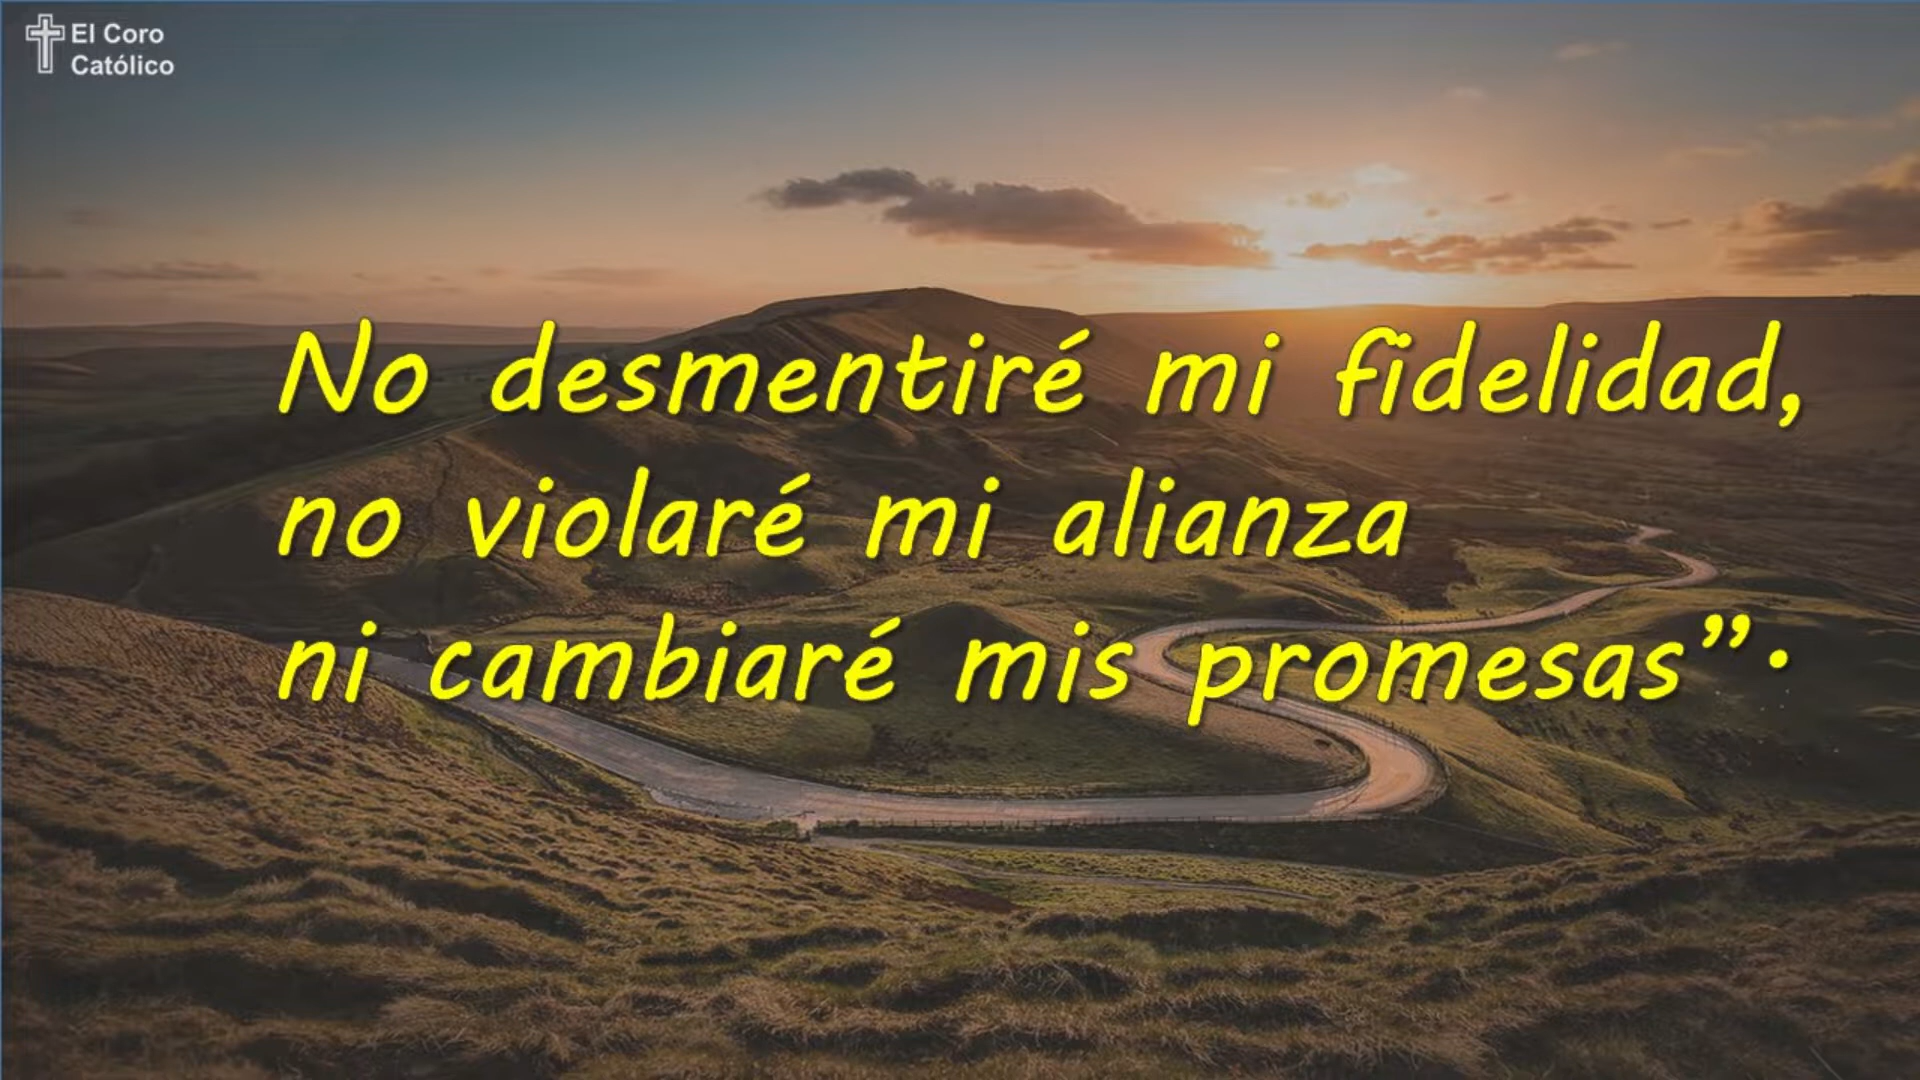 El Coro
Católico
No desmentiré mi fidelidad,
no violaré mi alianza
ni cambiaré mis promesas”.